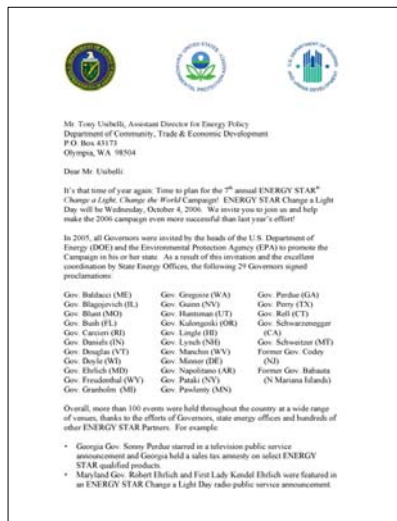 Mr. Tony Usibelli, Assistant Director for Energy Policy
Department of Community, Trade & Economic Development
P.O. Box 43173
Olympia, WA 98504
Dear Mr. Usibelli:
It's that time of year again: Time to plan for the 7th annual ENERGY STAR®
Change a Light, Change the World Campaign! ENERGY STAR Change a Light
Day will be Wednesday, October 4, 2006. We invite you to join us and help
make the 2006 campaign even more successful than last year's effort!
In 2005, all Governors were invited by the heads of the U.S. Department of
Energy (DOE) and the Environmental Protection Agency (EPA) to promote the
Campaign in his or her state. As a result of this invitation and the excellent
coordination by State Energy Offices, the following 29 Governors signed
proclamations:
Gov. Baldacci (ME)
Gov. Blagojevich (IL)
Gov. Blunt (MO)
Gov. Bush (FL)
Gov. Carcieri (RI)
Gov. Daniels (IN)
Gov. Douglas (VT)
Gov. Doyle (WI)
Gov. Ehrlich (MD)
Gov. Freudenthal (WY)
Gov. Granholm (MI)
Gov. Gregoire (WA)
Gov. Guinn (NV)
Gov. Huntsman (UT)
Gov. Kulongoski (OR)
Gov. Lingle (HI)
Gov. Lynch (NH)
Gov. Manchin (WV)
Gov. Minner (DE)
Gov. Napolitano (AR)
Gov. Pataki (NY)
Gov. Pawlenty (MN)
Gov. Perdue (GA)
Gov. Perry (TX)
Gov. Rell (CT)
Gov. Schwarzenegger
(CA)
Gov. Schweitzer (MT)
Former Gov. Codey
(NJ)
Former Gov. Babauta
(N Mariana Islands)
Overall, more than 100 events were held throughout the country at a wide range
of venues, thanks to the efforts of Governors, state energy offices and hundreds of
other ENERGY STAR Partners. For example:
• Georgia Gov. Sonny Perdue starred in a television public service
announcement and Georgia held a sales tax amnesty on select ENERGY
STAR qualified products.
• Maryland Gov. Robert Ehrlich and First Lady Kendel Ehrlich were featured in
an ENERGY STAR Change a Light Day radio public service announcement